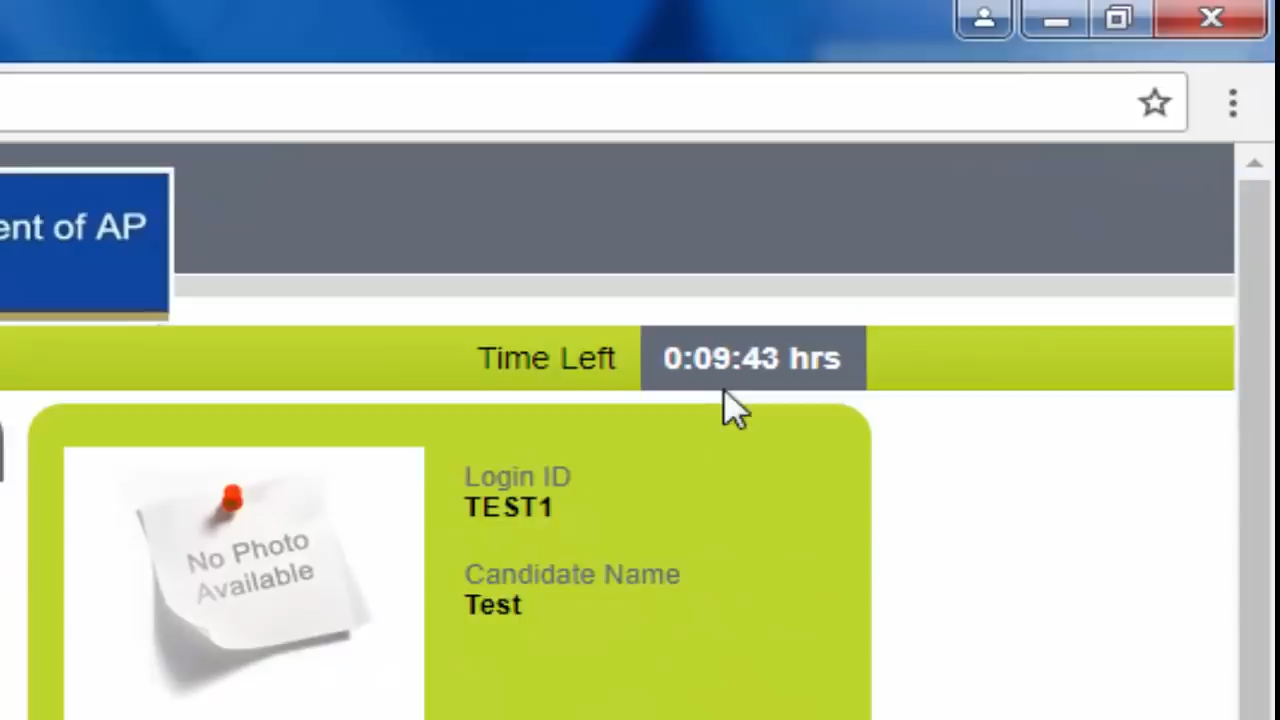 ent of AP
Time Left 0:09:43 hrs
Login ID
TEST1
No Photo
Available
Candidate Name
Test